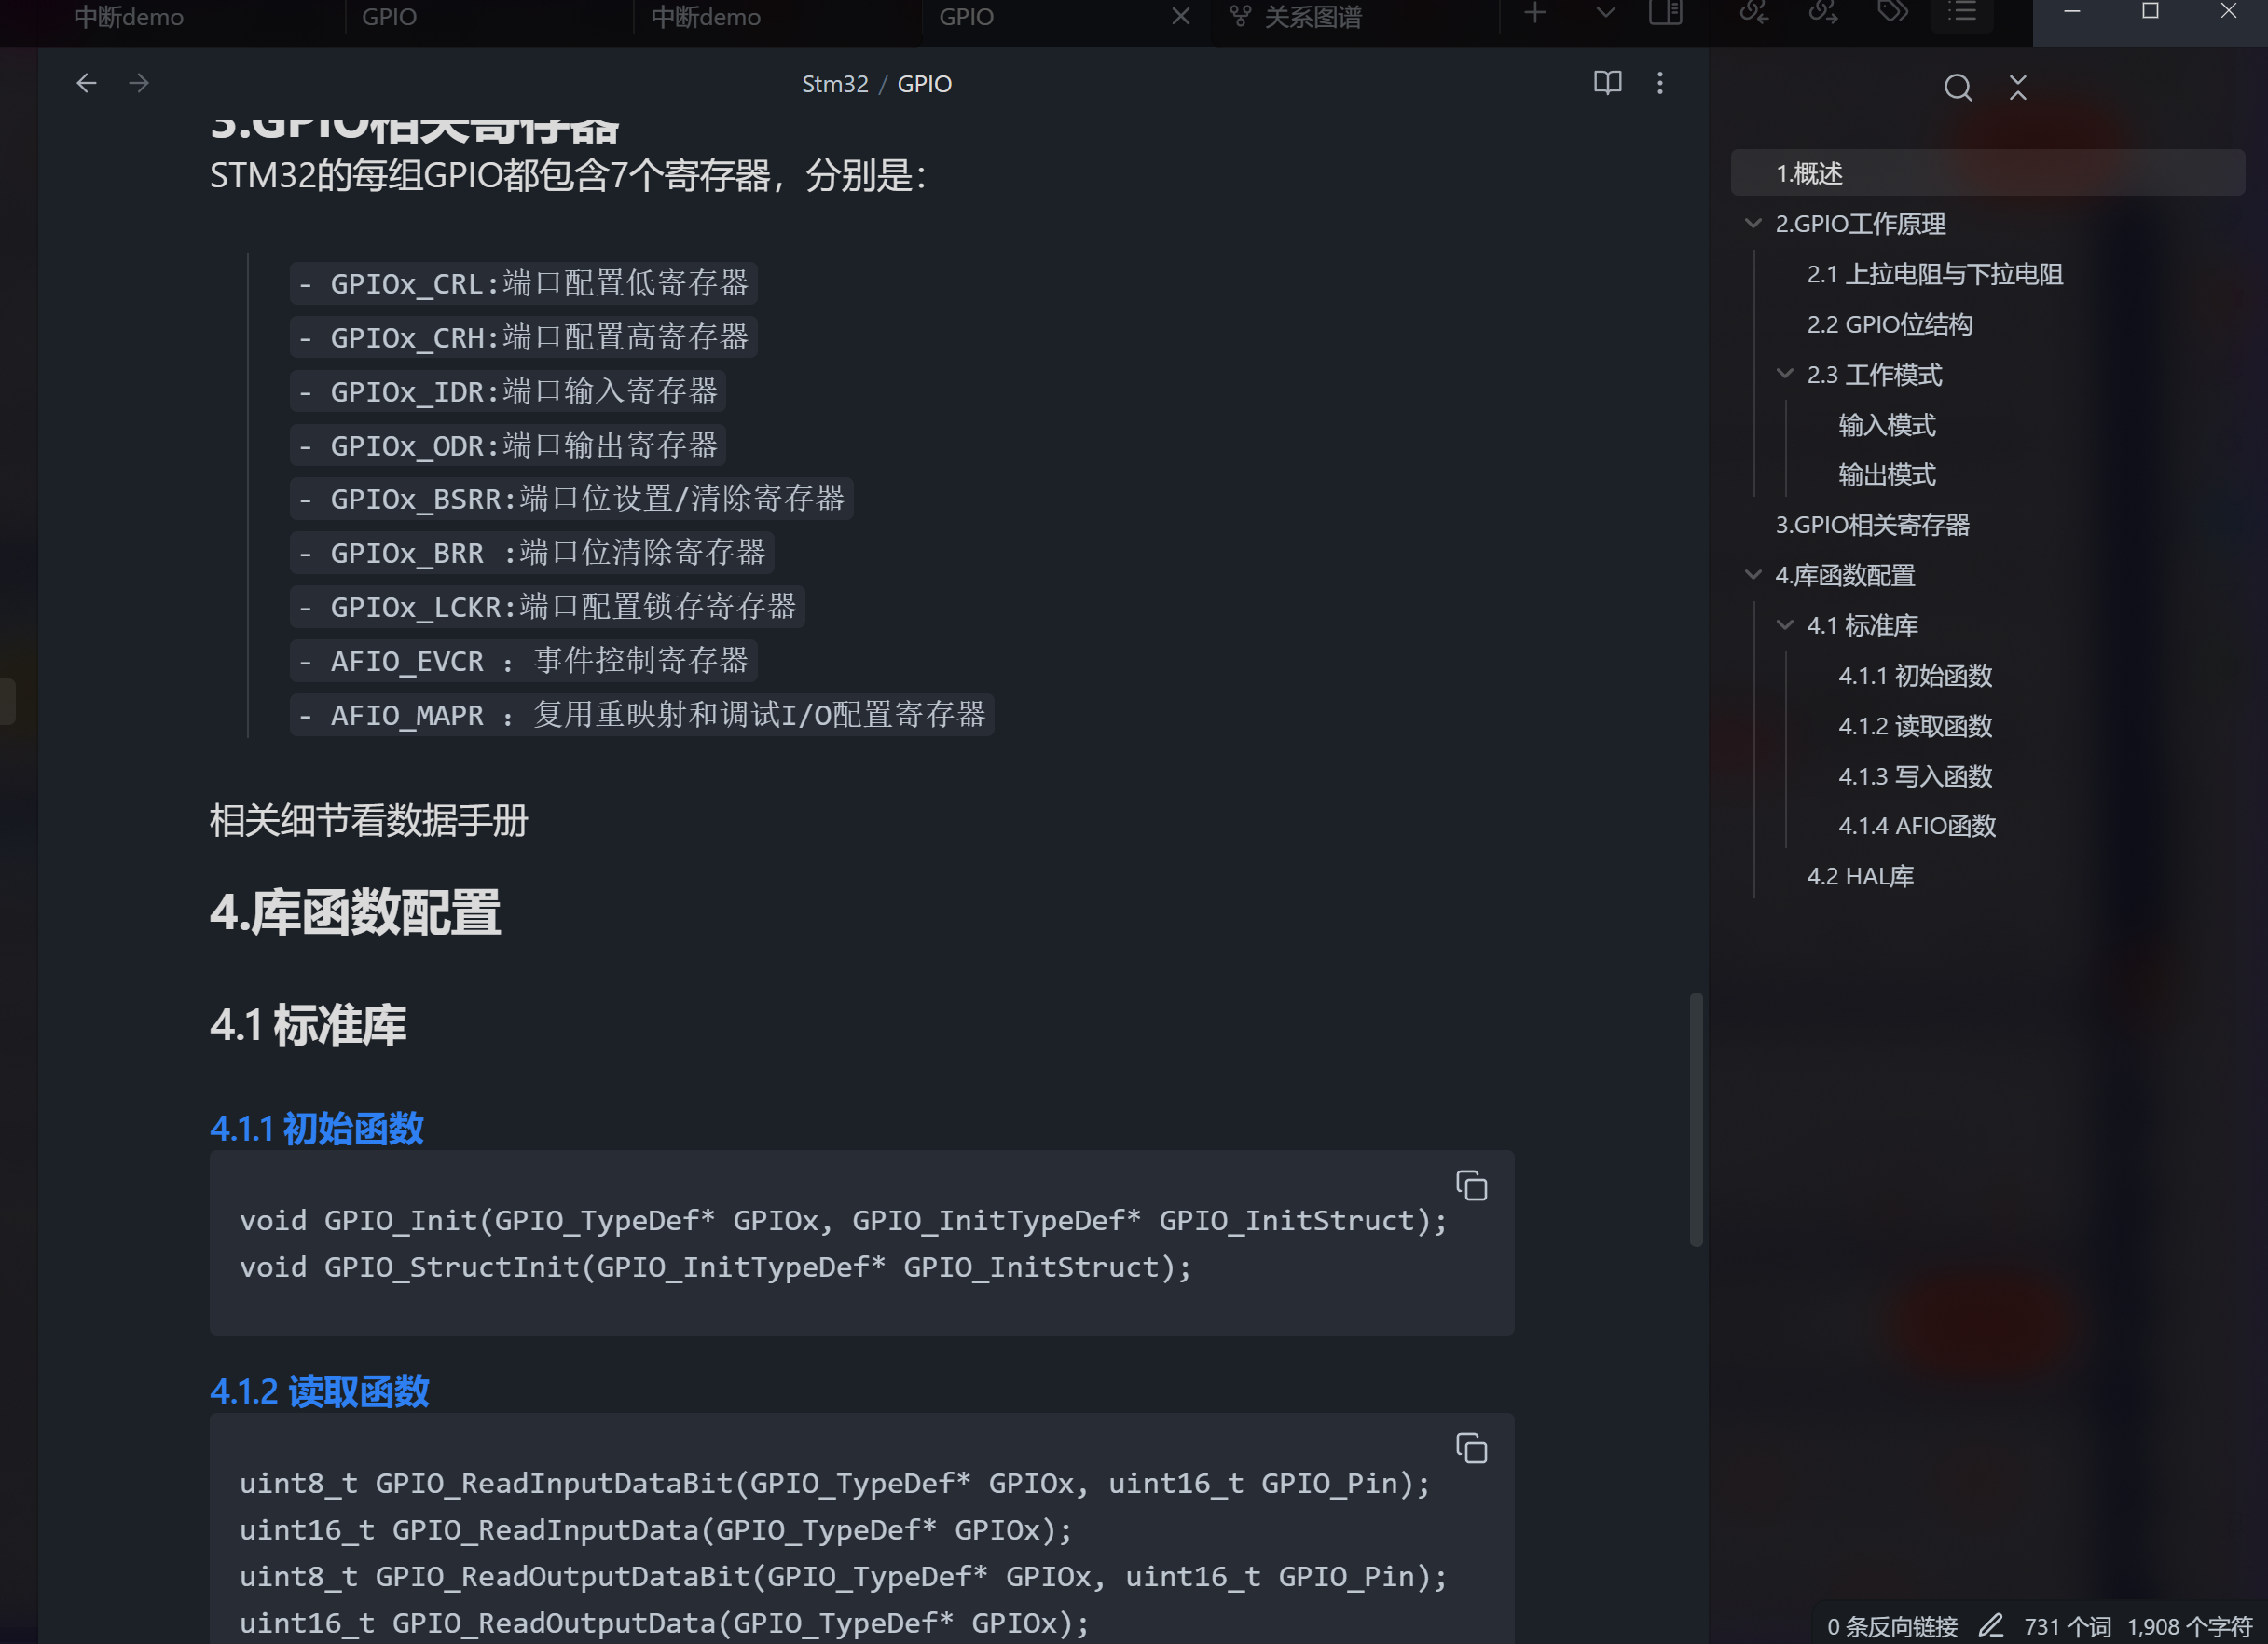 中断demo
GPIO
中断demo
GPIO
关系图谱
Stm32 / GPIO
3.GPIO相关寄存器
STM32的每组GPIO都包含7个寄存器，分别是：
- GPIOx_CRL:端口配置低寄存器
- GPIOx_CRH:端口配置高寄存器
- GPIOx_IDR:端口输入寄存器
- GPIOx_ODR:端口输出寄存器
- GPIOx_BSRR:端口位设置/清除寄存器
- GPIOx_BRR :端口位清除寄存器
- GPIOx_LCKR:端口配置锁存寄存器
- AFIO_EVCR ：事件控制寄存器
- AFIO_MAPR ：复用重映射和调试I/O配置寄存器
相关细节看数据手册
4.库函数配置
4.1 标准库
4.1.1 初始函数
void GPIO_Init(GPIO_TypeDef* GPIOx, GPIO_InitTypeDef* GPIO_InitStruct);
void GPIO_StructInit(GPIO_InitTypeDef* GPIO_InitStruct);
4.1.2 读取函数
uint8_t GPIO_ReadInputDataBit(GPIO_TypeDef* GPIOx, uint16_t GPIO_Pin);
uint16_t GPIO_ReadInputData(GPIO_TypeDef* GPIOx);
uint8_t GPIO_ReadOutputDataBit(GPIO_TypeDef* GPIOx, uint16_t GPIO_Pin);
uint16_t GPIO_ReadOutputData(GPIO_TypeDef* GPIOx);
1.概述
2.GPIO工作原理
2.1 上拉电阻与下拉电阻
2.2 GPIO位结构
2.3 工作模式
输入模式
输出模式
3.GPIO相关寄存器
4.库函数配置
4.1 标准库
4.1.1 初始函数
4.1.2 读取函数
4.1.3 写入函数
4.1.4 AFIO函数
4.2 HAL库
0 条反向链接 731 个词 1,908 个字符